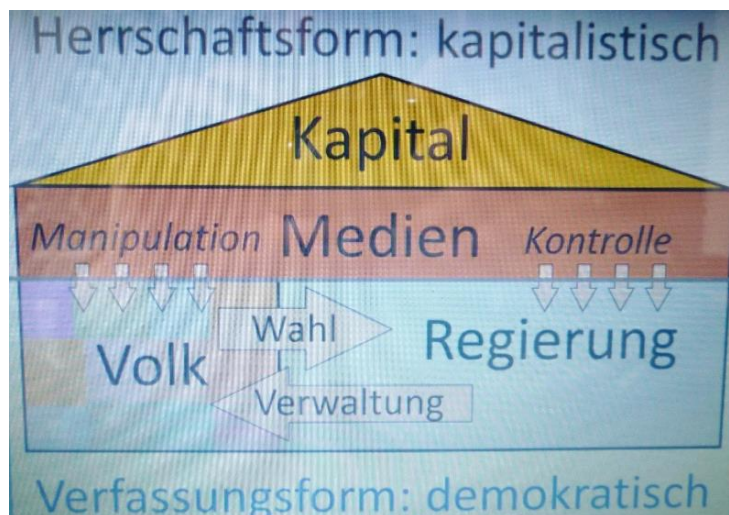 Herrschaftsform: kapitalistisch
Kapital
Manipulation Medien Kontrolle
Wahl
Volk Regierung
Verwaltung
Verfassungsform: demokratisch